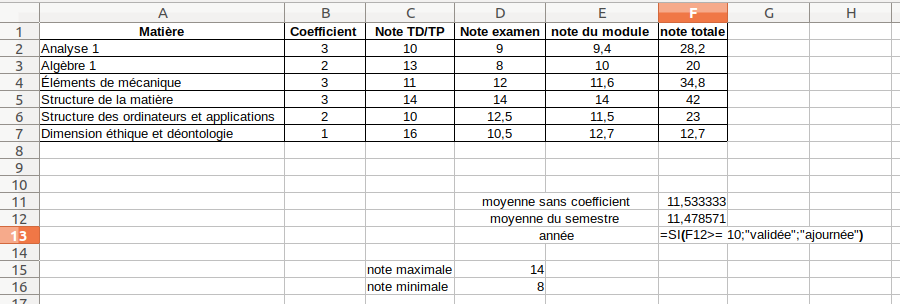 A B C D E F G H
1 Matière Coefficient Note TD/TP Note examen note du module note totale
2 Analyse 1 3 10 9 9,4 28,2
3 Algèbre 1 2 13 8 10 20
4 Éléments de mécanique 3 11 12 11,6 34,8
5 Structure de la matière 3 14 14 14 42
6 Structure des ordinateurs et applications 2 10 12,5 11,5 23
7 Dimension éthique et déontologie 1 16 10,5 12,7 12,7
8
9
10
11 moyenne sans coefficient 11,533333
12 moyenne du semestre 11,478571
13 année =SI(F12>= 10;"validée";"ajournée")
14
15 note maximale 14
16 note minimale 8
17